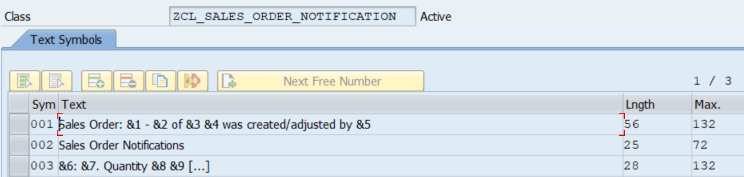 Class ZCL_SALES_ORDER_NOTIFICATION Active
Text Symbols
Next Free Number 1 / 3
Sym Text Lngth Max.
001 Sales Order: &1 - &2 of &3 &4 was created/adjusted by &5 56 132
002 Sales Order Notifications 25 72
003 &6: &7. Quantity &8 &9 [...] 28 132